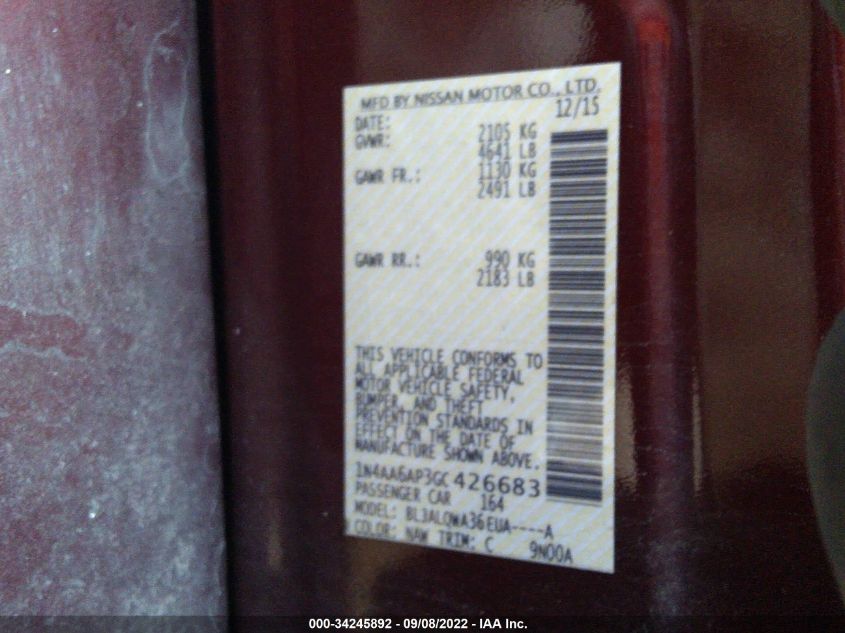 MFD BY NISSAN MOTOR CO., LTD.
DATE: 12/15
GVWR: 2105 KG
4641 LB
GAWR FR.: 1130 KG
2491 LB
GAWR RR.: 990 KG
2183 LB
THIS VEHICLE CONFORMS TO
ALL APPLICABLE FEDERAL
MOTOR VEHICLE SAFETY,
BUMPER, AND THEFT
PREVENTION STANDARDS IN
EFFECT ON THE DATE OF
MANUFACTURE SHOWN ABOVE.
1N4AA6AP3GC426683
PASSENGER CAR 164
MODEL: BL3ALQWA36EUA----A
COLOR: NAW TRIM: C 9N00A
000-34245892 - 09/08/2022 - IAA Inc.